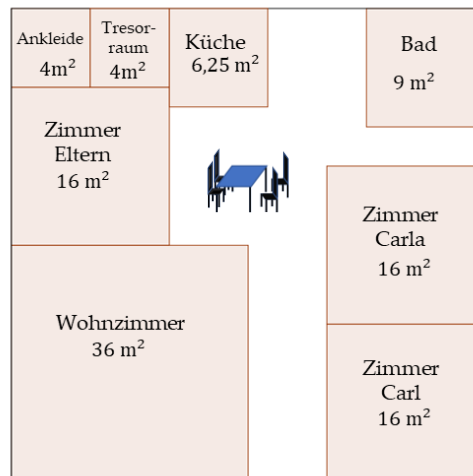 Ankleide
4m²
Tresor-
raum
4m²
Küche
6,25 m²
Bad
9 m²
Zimmer
Eltern
16 m²
Zimmer
Carla
16 m²
Wohnzimmer
36 m²
Zimmer
Carl
16 m²